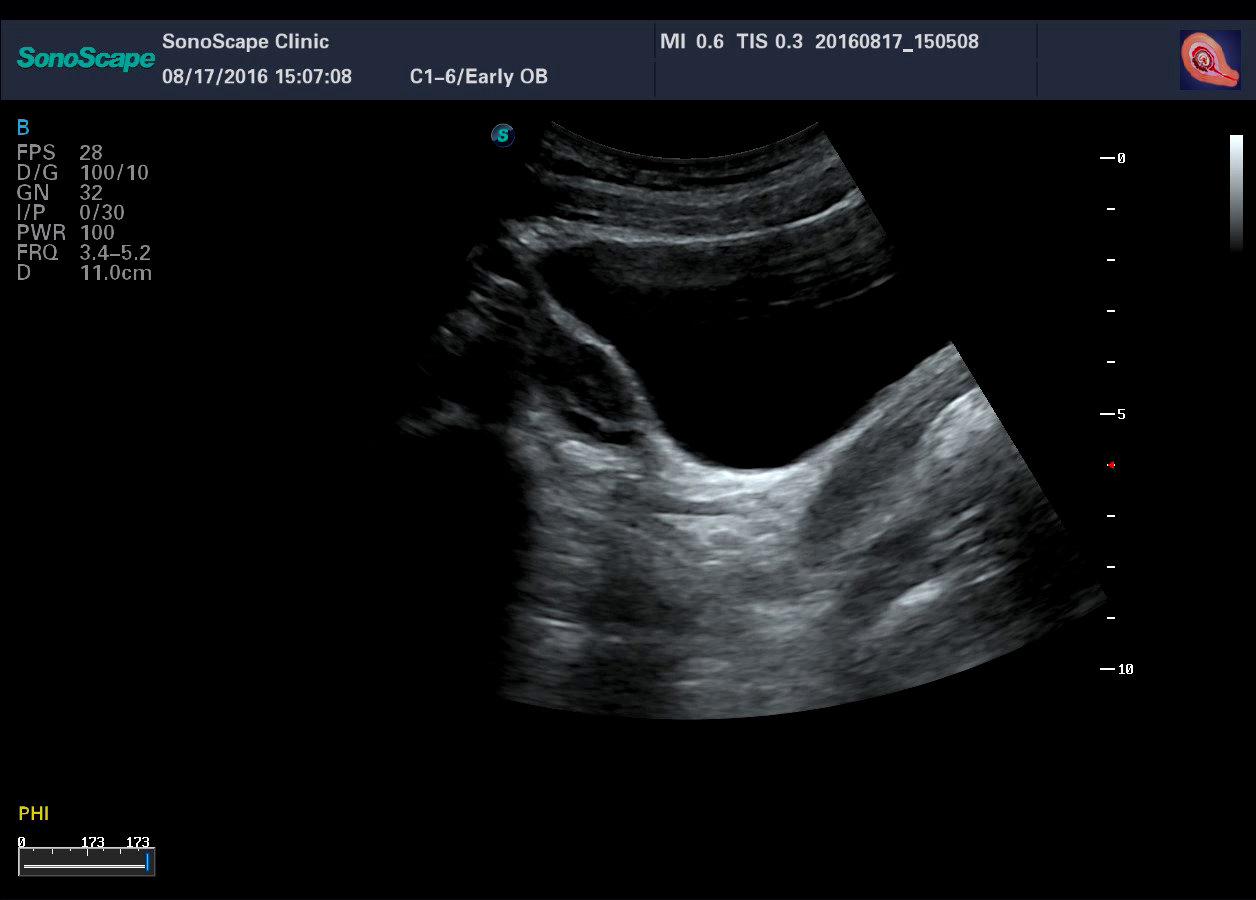 SonoScape
SonoScape Clinic
MI 0.6 TIS 0.3 20160817_150508
08/17/2016 15:07:08 C1-6/Early OB
B
FPS 28
D/G 100/10
GN 32
I/P 0/30
PWR 100
FRQ 3.4-5.2
D 11.0cm
S
0
5
10
PHI
0 173 173